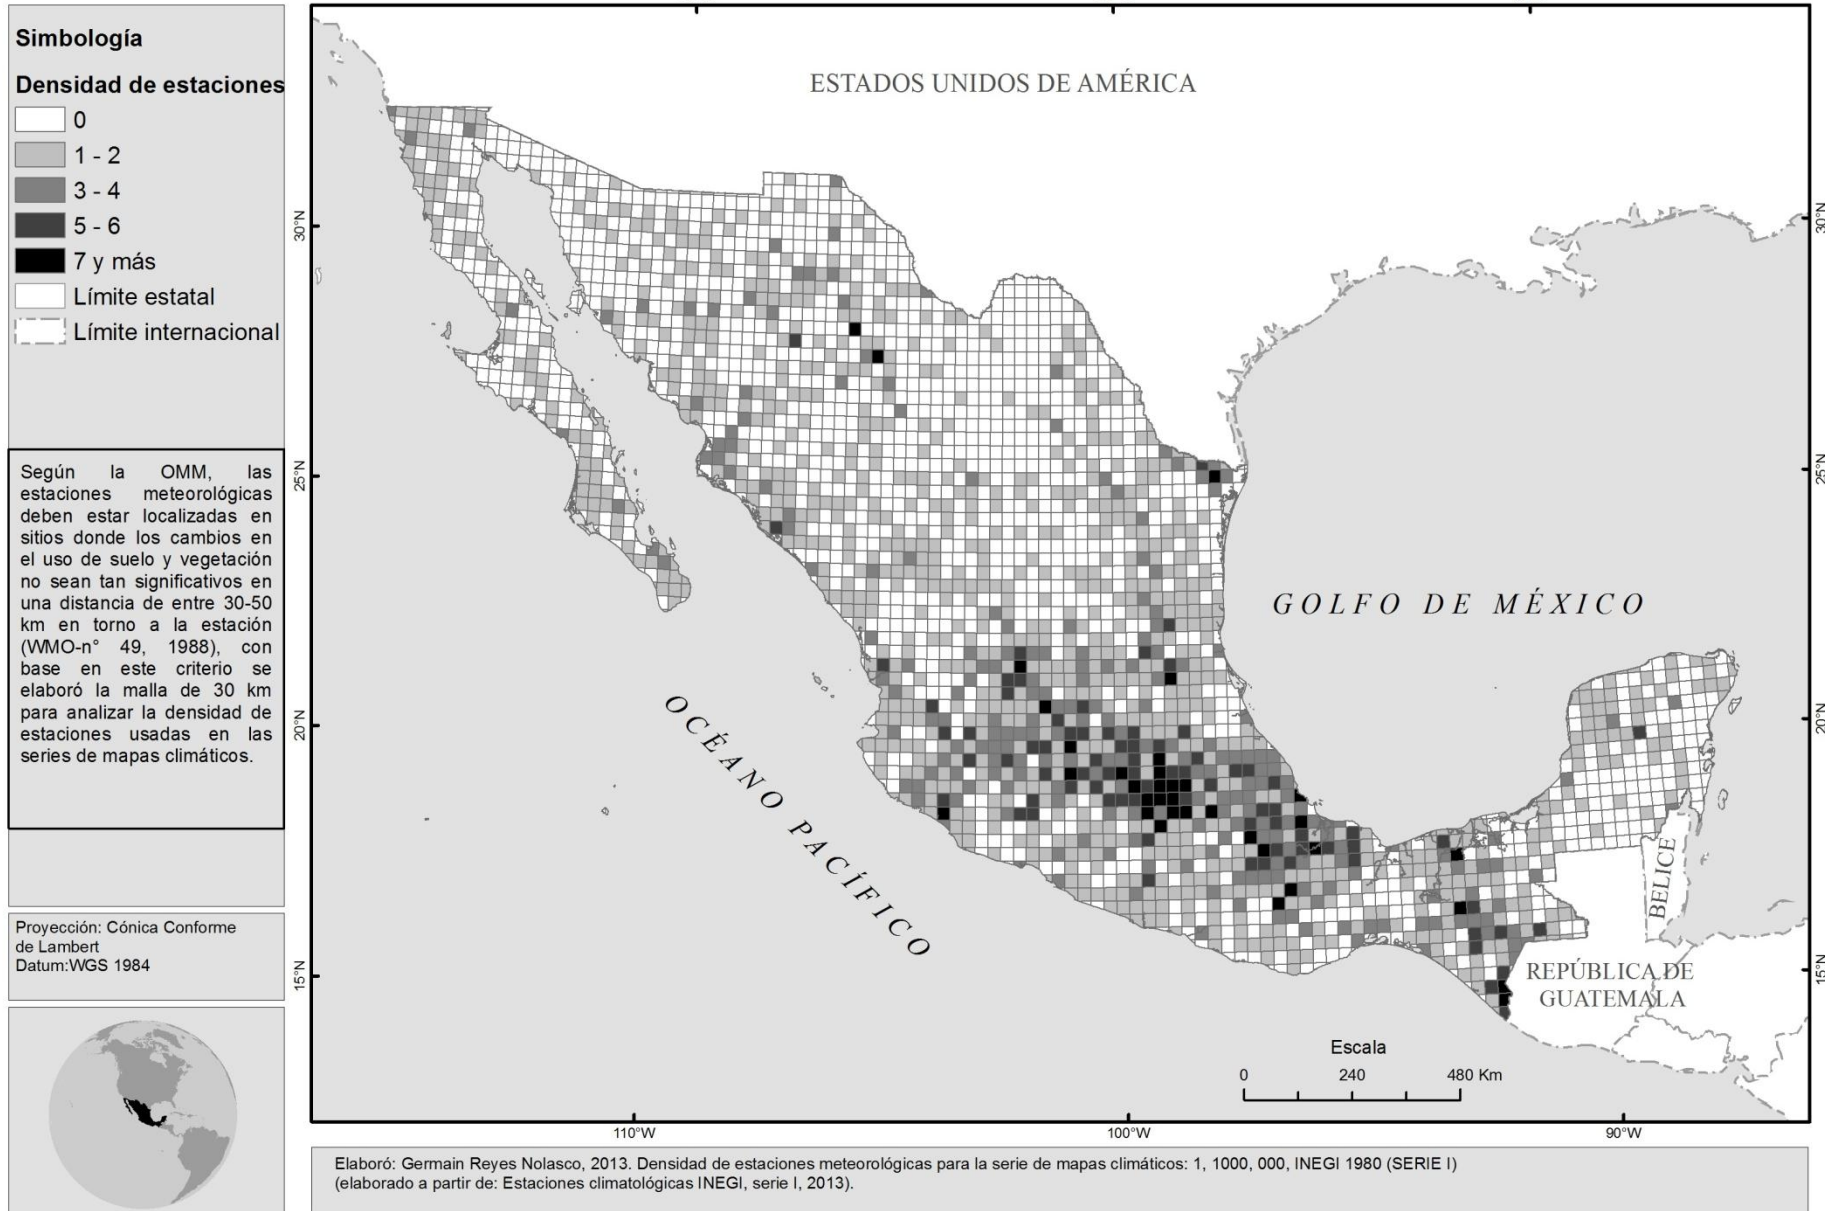 Simbología
Densidad de estaciones
0
1 - 2
3 - 4
5 - 6
7 y más
Límite estatal
Límite internacional
Según la OMM, las
estaciones meteorológicas
deben estar localizadas en
sitios donde los cambios en
el uso de suelo y vegetación
no sean tan significativos en
una distancia de entre 30-50
km en torno a la estación
(WMO-n° 49, 1988), con
base en este criterio se
elaboró la malla de 30 km
para analizar la densidad de
estaciones usadas en las
series de mapas climáticos.
Proyección: Cónica Conforme
de Lambert
Datum:WGS 1984
ESTADOS UNIDOS DE AMÉRICA
GOLFO DE MÉXICO
OCÉANO PACÍFICO
BELICE
REPÚBLICA DE
GUATEMALA
30°N
25°N
20°N
15°N
30°N
25°N
20°N
15°N
Escala
0 240 480 Km
110°W 100°W 90°W
Elaboró: Germain Reyes Nolasco, 2013. Densidad de estaciones meteorológicas para la serie de mapas climáticos: 1, 1000, 000, INEGI 1980 (SERIE I)
(elaborado a partir de: Estaciones climatológicas INEGI, serie I, 2013).